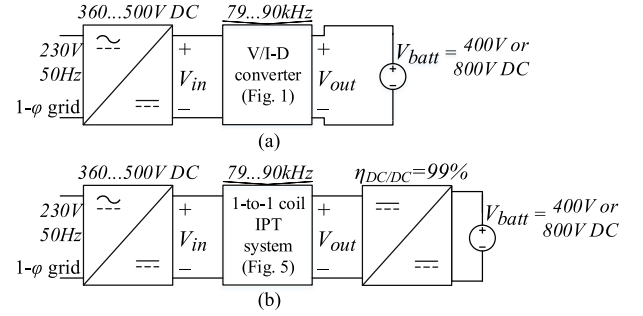 360...500V DC
79...90kHz
230V
50Hz
1-φ grid
+
V_in
−
V/I-D
converter
(Fig. 1)
+
V_out
−
+
−
V_batt = 400V or
800V DC
(a)
360...500V DC
79...90kHz
η_DC/DC=99%
230V
50Hz
1-φ grid
+
V_in
−
1-to-1 coil
IPT
system
(Fig. 5)
+
V_out
−
+
−
V_batt = 400V or
800V DC
(b)